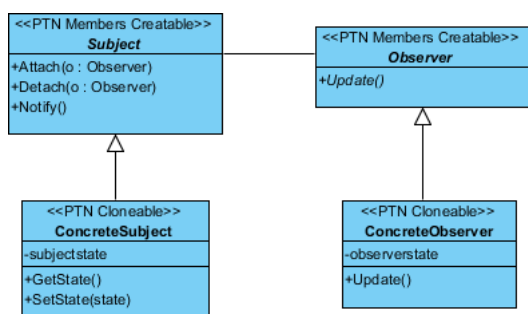 <<PTN Members Creatable>>
Subject
+Attach(o : Observer)
+Detach(o : Observer)
+Notify()
<<PTN Members Creatable>>
Observer
+Update()
<<PTN Cloneable>>
ConcreteSubject
-subjectstate
+GetState()
+SetState(state)
<<PTN Cloneable>>
ConcreteObserver
-observerstate
+Update()